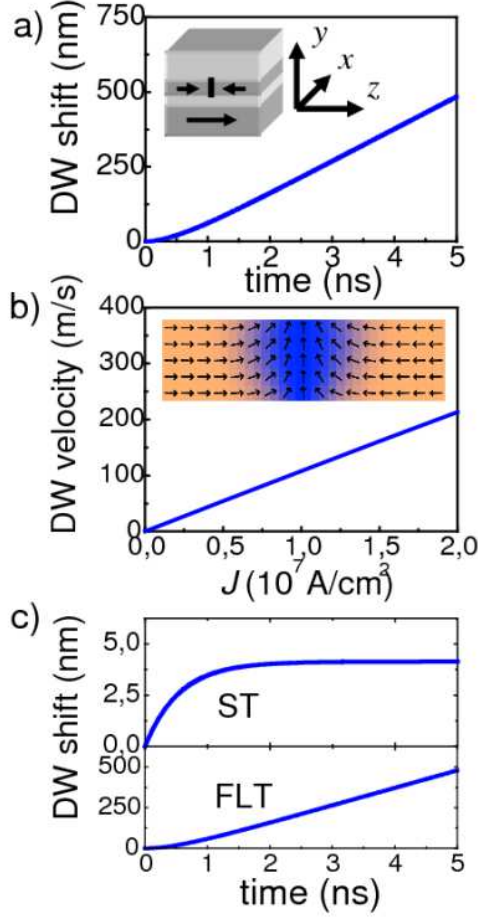 a)
DW shift (nm)
750
500
250
0
y
x
z
0 1 2 3 4 5
time (ns)
b)
DW velocity (m/s)
400
300
200
100
0
0,0 0,5 1,0 1,5 2,0
J (10⁷ A/cm²)
c)
DW shift (nm)
5,0
2,5
0,0
ST
500
250
0
FLT
0 1 2 3 4 5
time (ns)